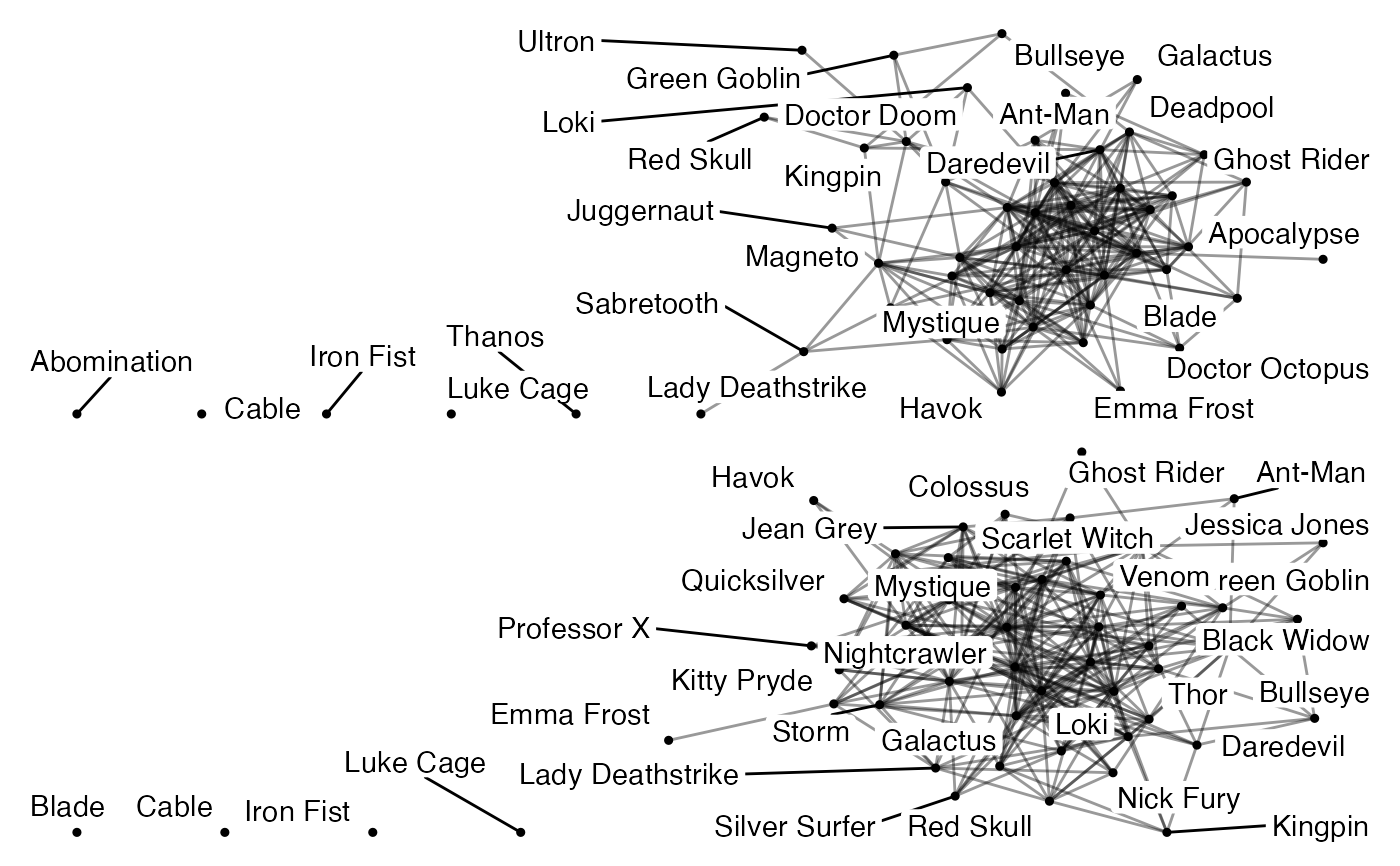 Ultron
Bullseye
Galactus
Green Goblin
Loki
Doctor Doom
Ant-Man
Deadpool
Red Skull
Kingpin
Daredevil
Ghost Rider
Juggernaut
Magneto
Apocalypse
Sabretooth
Mystique
Blade
Abomination
Iron Fist
Thanos
Cable
Luke Cage
Lady Deathstrike
Doctor Octopus
Havok
Emma Frost
Havok
Colossus
Ghost Rider
Ant-Man
Jean Grey
Scarlet Witch
Jessica Jones
Quicksilver
Mystique
Venom
reen Goblin
Professor X
Nightcrawler
Black Widow
Kitty Pryde
Thor
Bullseye
Emma Frost
Storm
Galactus
Loki
Daredevil
Luke Cage
Lady Deathstrike
Nick Fury
Blade
Cable
Iron Fist
Silver Surfer
Red Skull
Kingpin